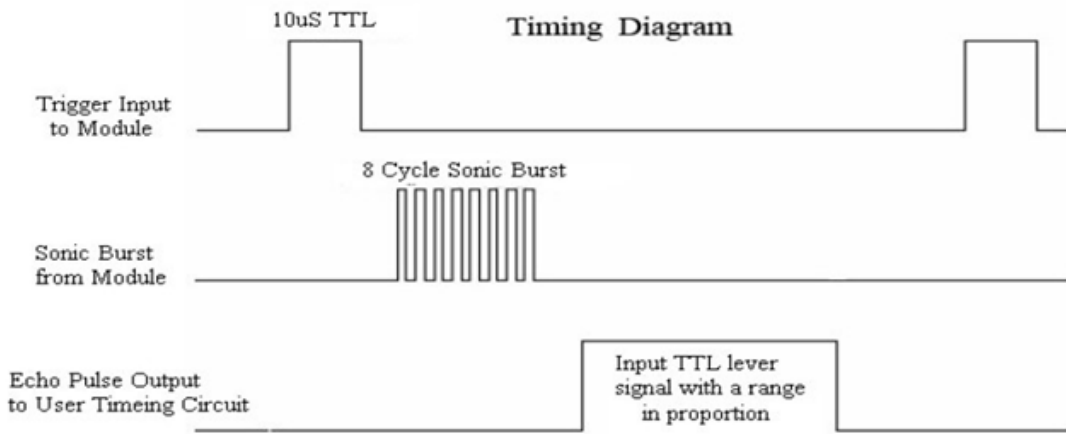 10uS TTL
Timing Diagram
Trigger Input
to Module
8 Cycle Sonic Burst
Sonic Burst
from Module
Echo Pulse Output
to User Timeing Circuit
Input TTL lever
signal with a range
in proportion